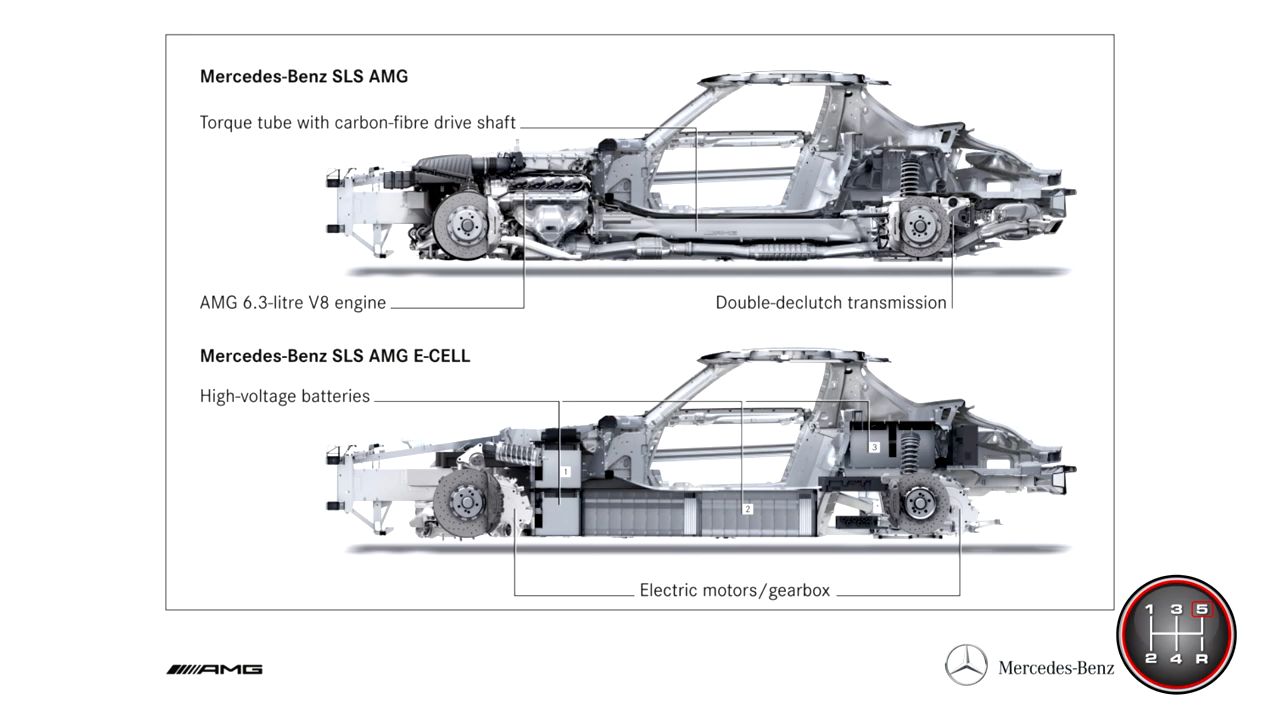 Mercedes-Benz SLS AMG
Torque tube with carbon-fibre drive shaft
AMG
AMG 6.3-litre V8 engine
Double-declutch transmission
Mercedes-Benz SLS AMG E-CELL
High-voltage batteries
1
2
3
Electric motors/gearbox
AMG
Mercedes-Benz
1 3 5
2 4 R